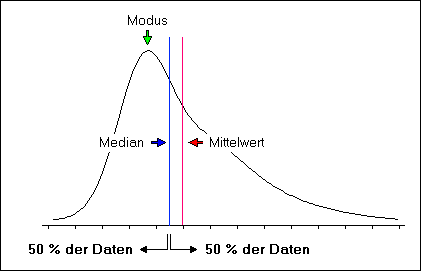 Modus
Median
Mittelwert
50 % der Daten
50 % der Daten